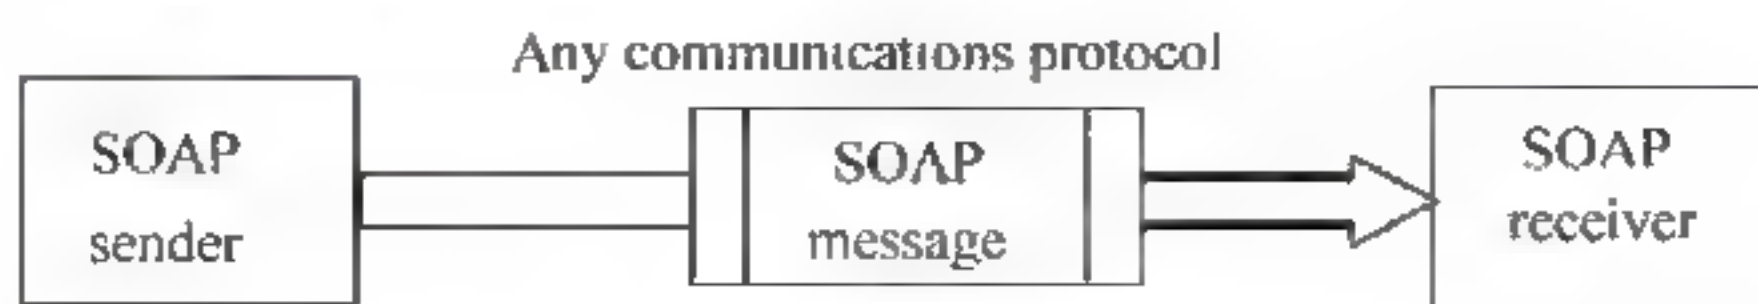 Any communications protocol
SOAP
sender
SOAP
message
SOAP
receiver